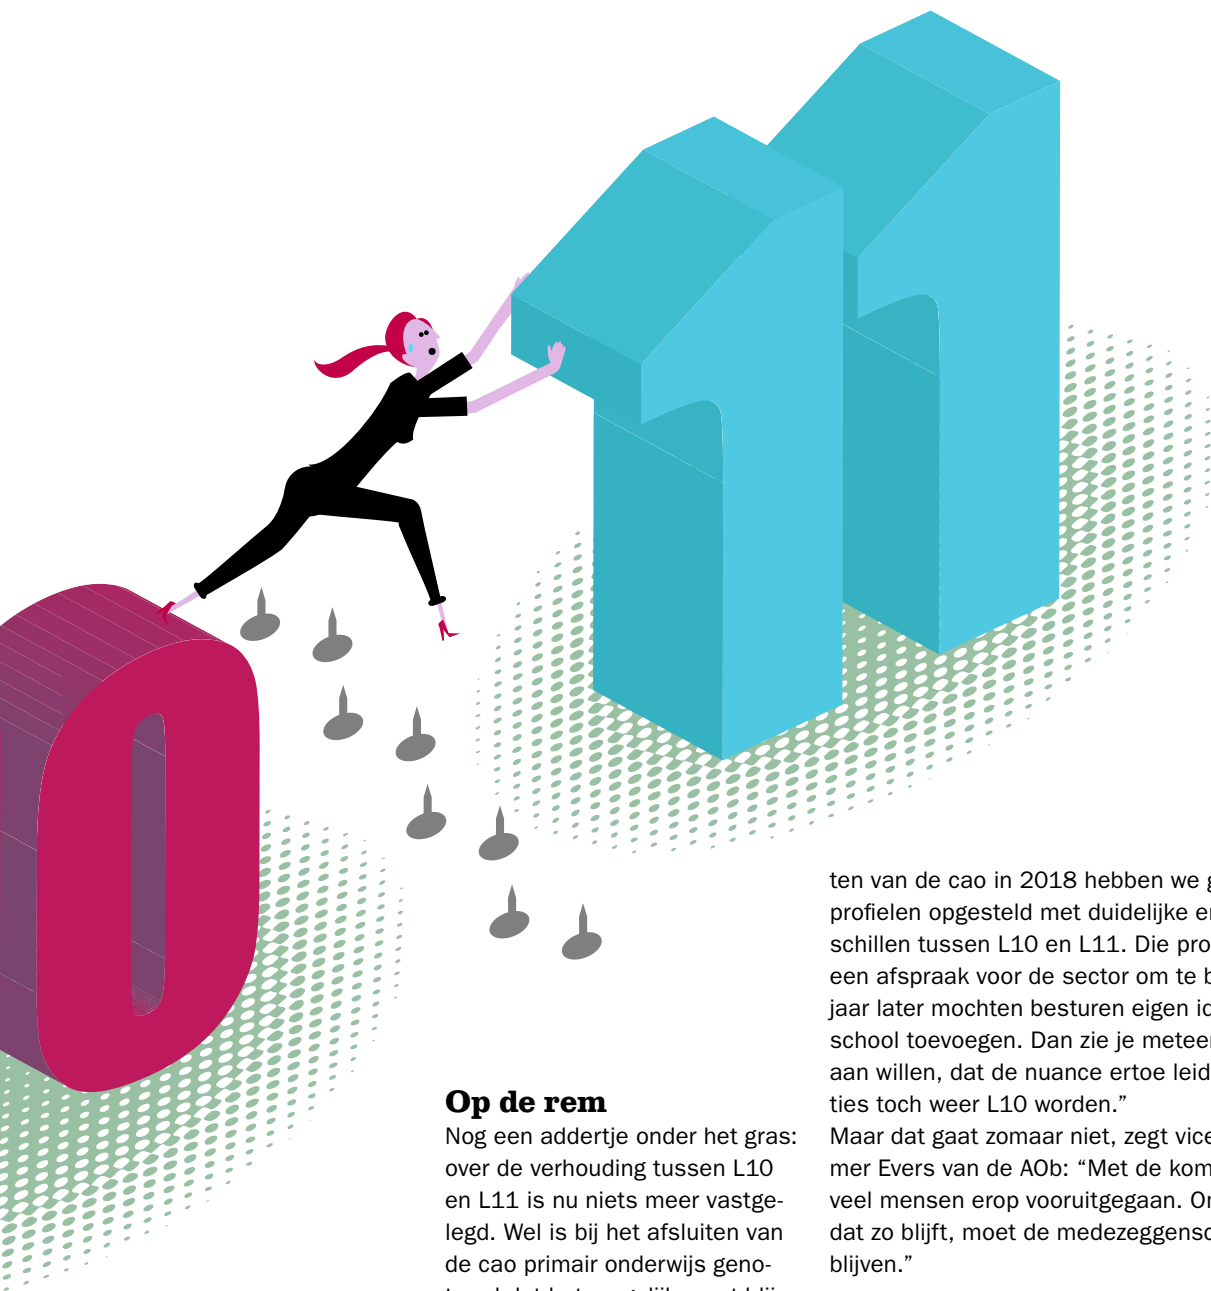 0
11
Op de rem
Nog een addertje onder het gras:
over de verhouding tussen L10
en L11 is nu niets meer vastge-
legd. Wel is bij het afsluiten van
de cao primair onderwijs geno-
ten van de cao in 2018 hebben we
profielen opgesteld met duidelijke
schillen tussen L10 en L11. Die
een afspraak voor de sector om te
jaar later mochten besturen eigen
school toevoegen. Dan zie je
aan willen, dat de nuance ertoe
ties toch weer L10 worden.”
Maar dat gaat zomaar niet, zegt
mer Evers van de AOb: “Met de
veel mensen erop vooruitgegaan.
dat zo blijft, moet de
blijven.”